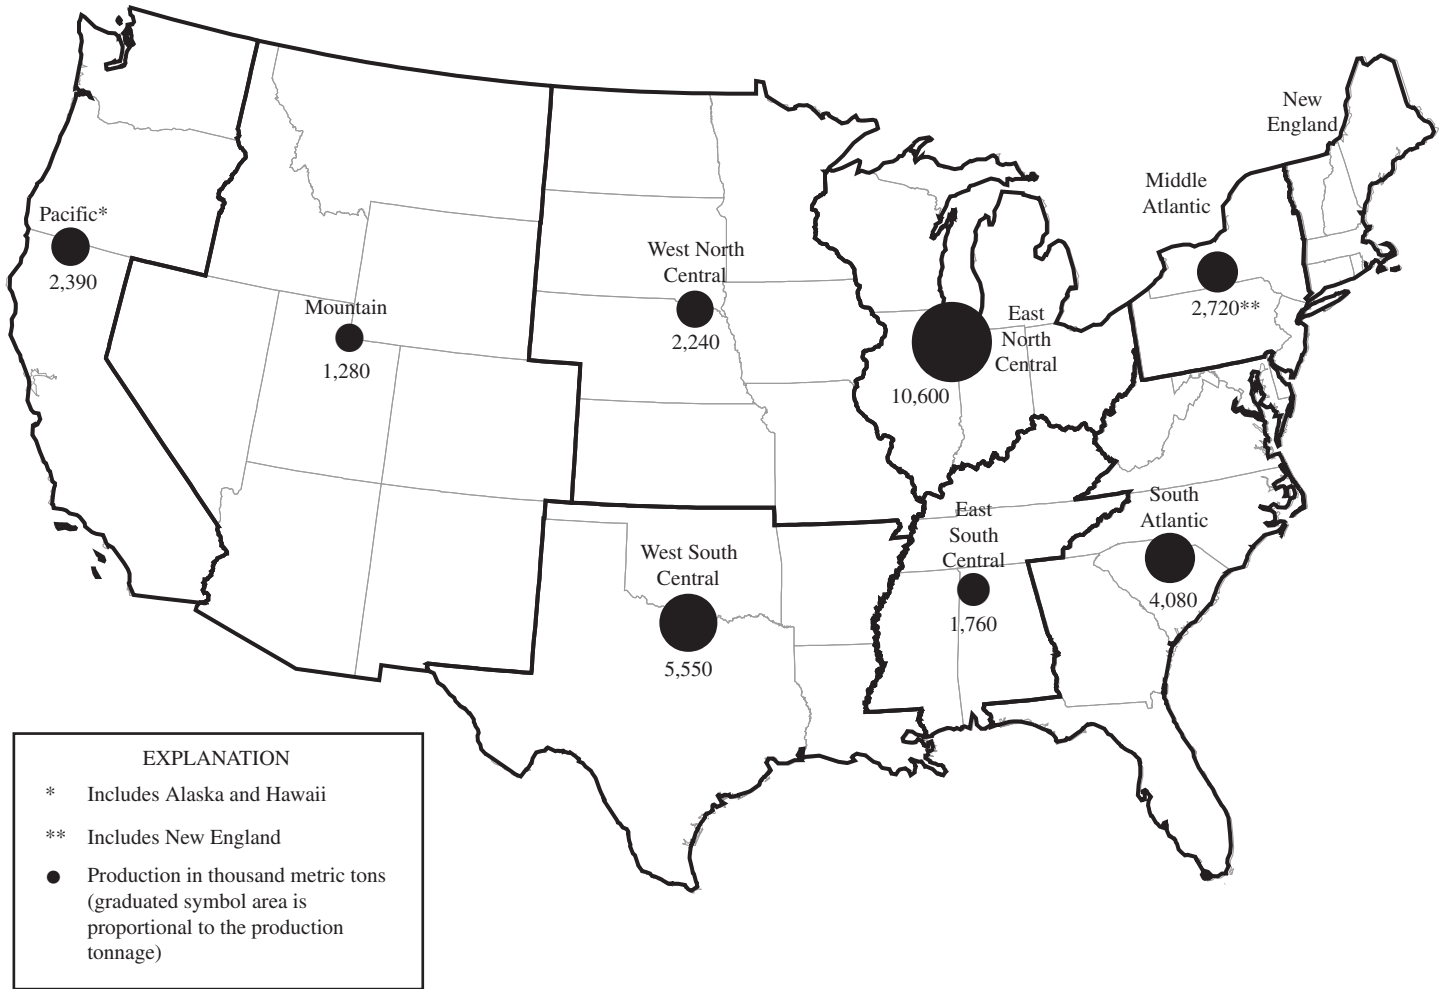 New
England
Middle
Atlantic
Pacific*
2,390
West North
Central
2,240
2,720**
Mountain
1,280
East
North
Central
10,600
South
Atlantic
4,080
East
South
Central
1,760
West South
Central
5,550
EXPLANATION
* Includes Alaska and Hawaii
** Includes New England
Production in thousand metric tons
(graduated symbol area is
proportional to the production
tonnage)